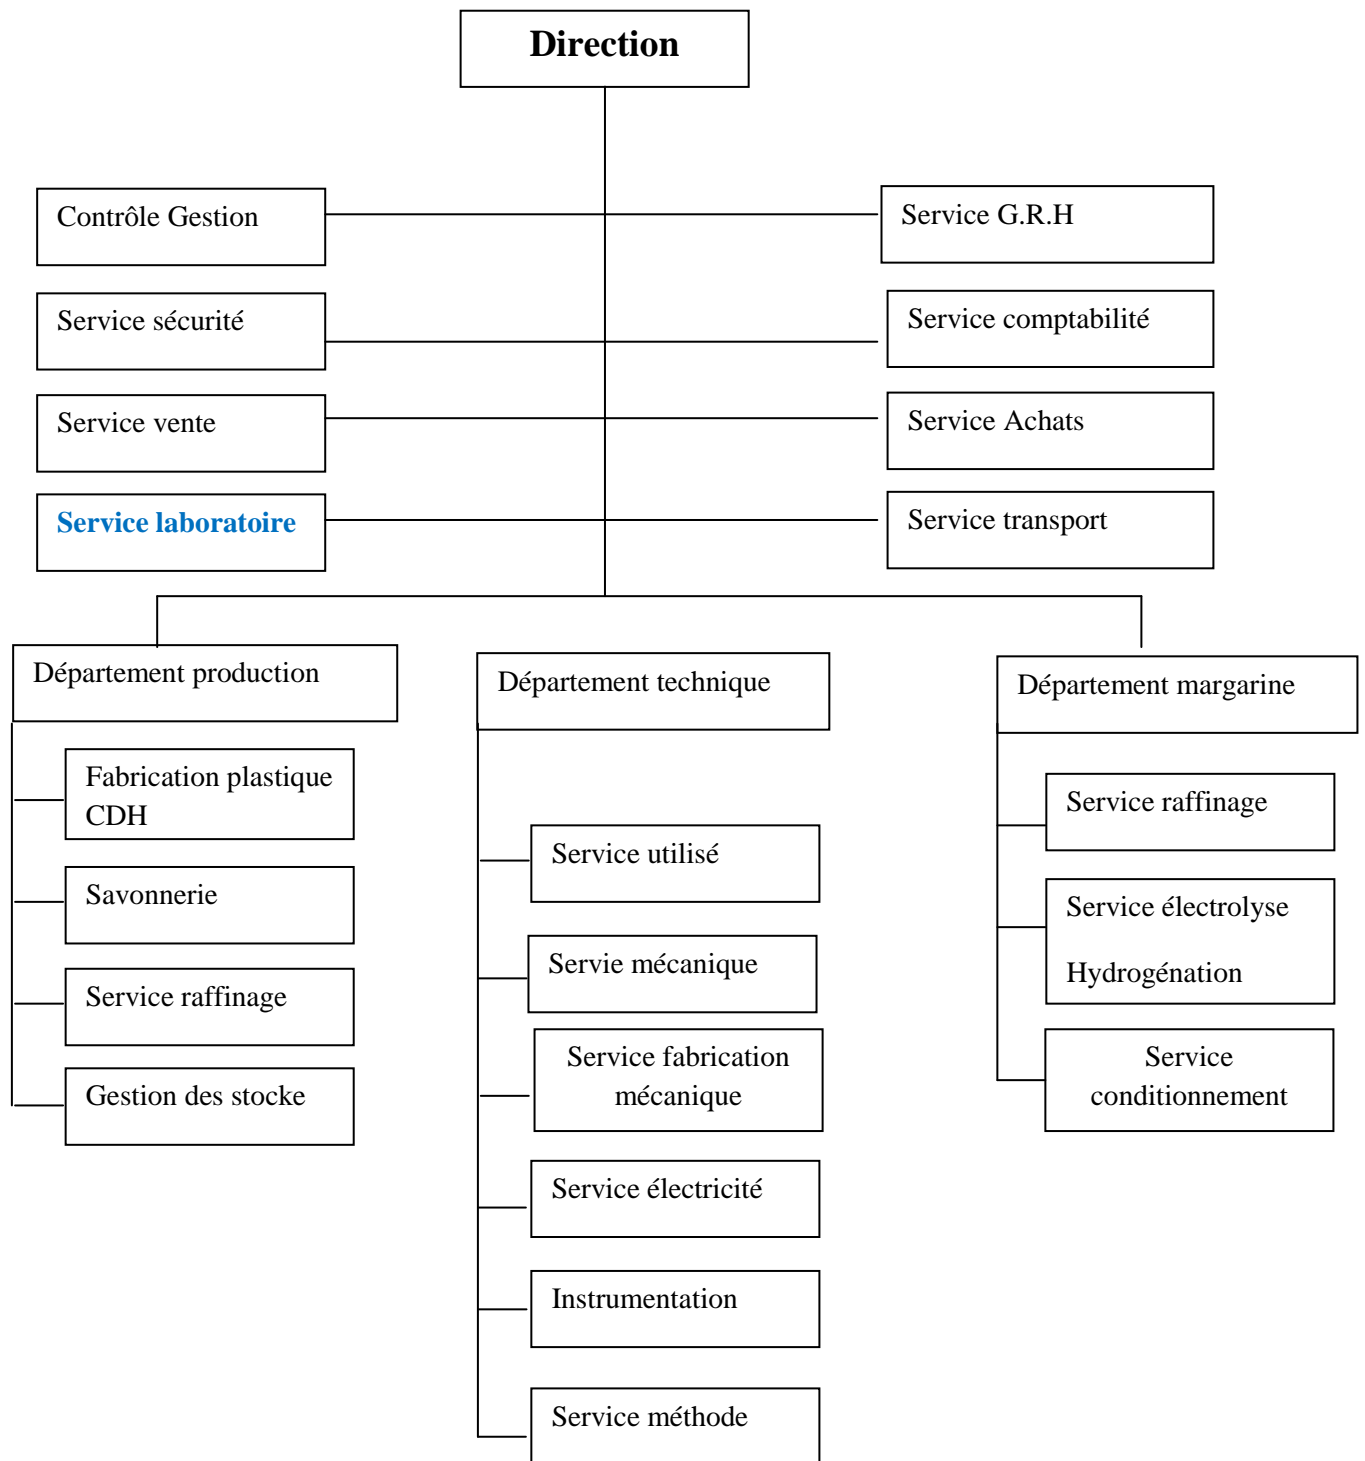 Direction
Contrôle Gestion
Service G.R.H
Service sécurité
Service comptabilité
Service vente
Service Achats
Service laboratoire
Service transport
Département production
Département technique
Département margarine
Fabrication plastique
CDH
Savonnerie
Service raffinage
Gestion des stocke
Service utilisé
Servie mécanique
Service fabrication
mécanique
Service électricité
Instrumentation
Service méthode
Service raffinage
Service électrolyse
Hydrogénation
Service
conditionnement